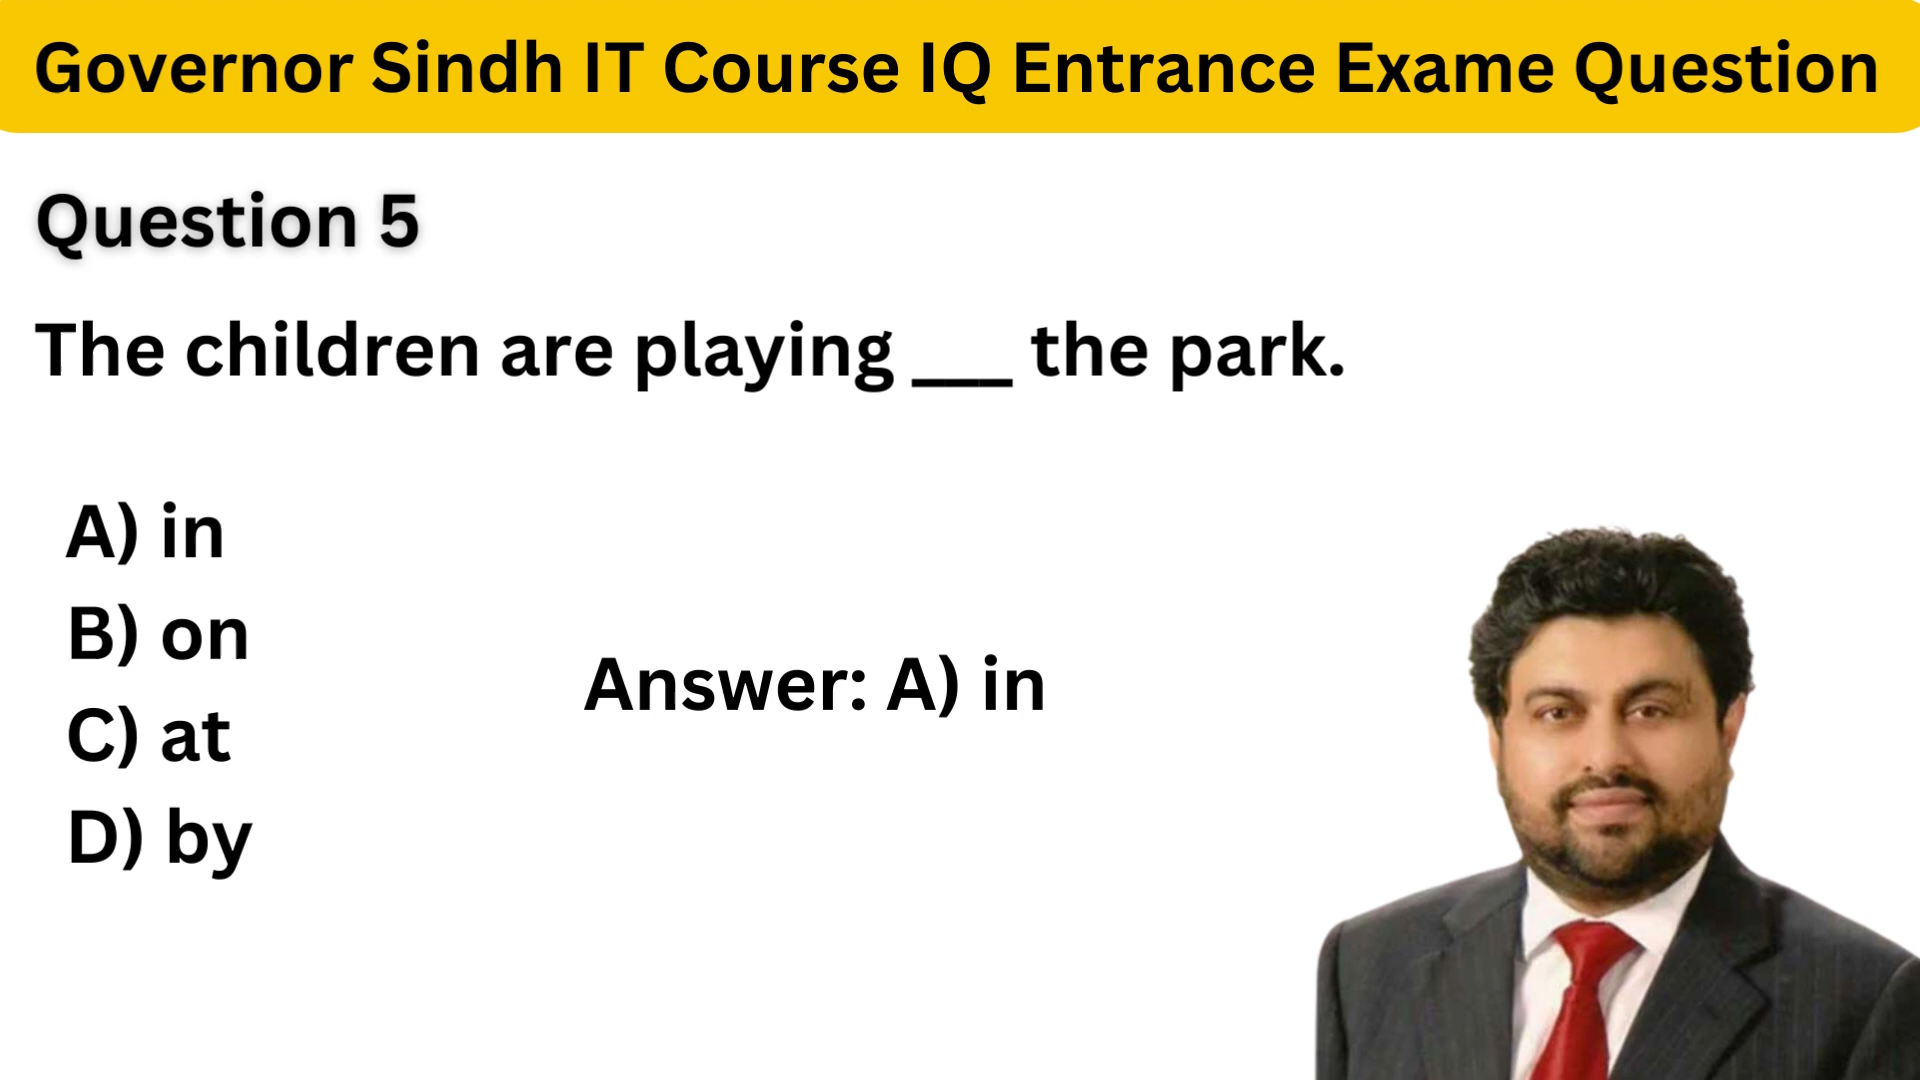 Governor Sindh IT Course IQ Entrance Exame Question
Question 5
The children are playing ___ the park.
A) in
B) on
C) at
D) by
Answer: A) in